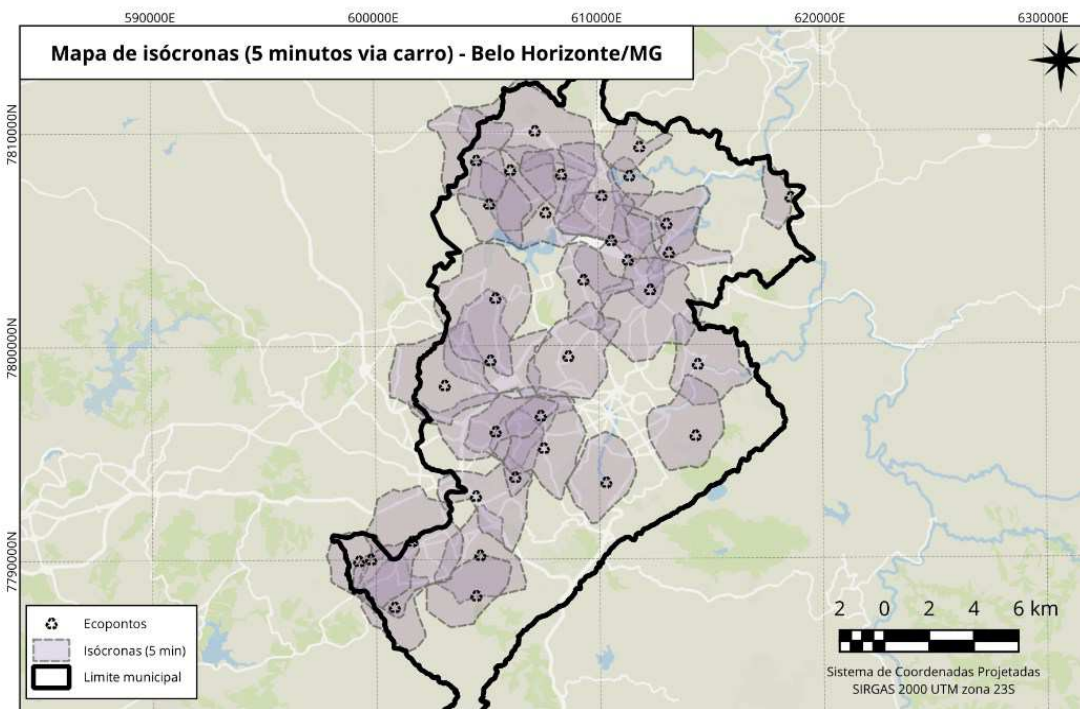 590000E 600000E 610000E 620000E 630000E
Mapa de isócronas (5 minutos via carro) - Belo Horizonte/MG
7810000N
7800000N
7790000N
Ecopontos
Isócronas (5 min)
Limite municipal
2 0 2 4 6 km
Sistema de Coordenadas Projetadas
SIRGAS 2000 UTM zona 23S